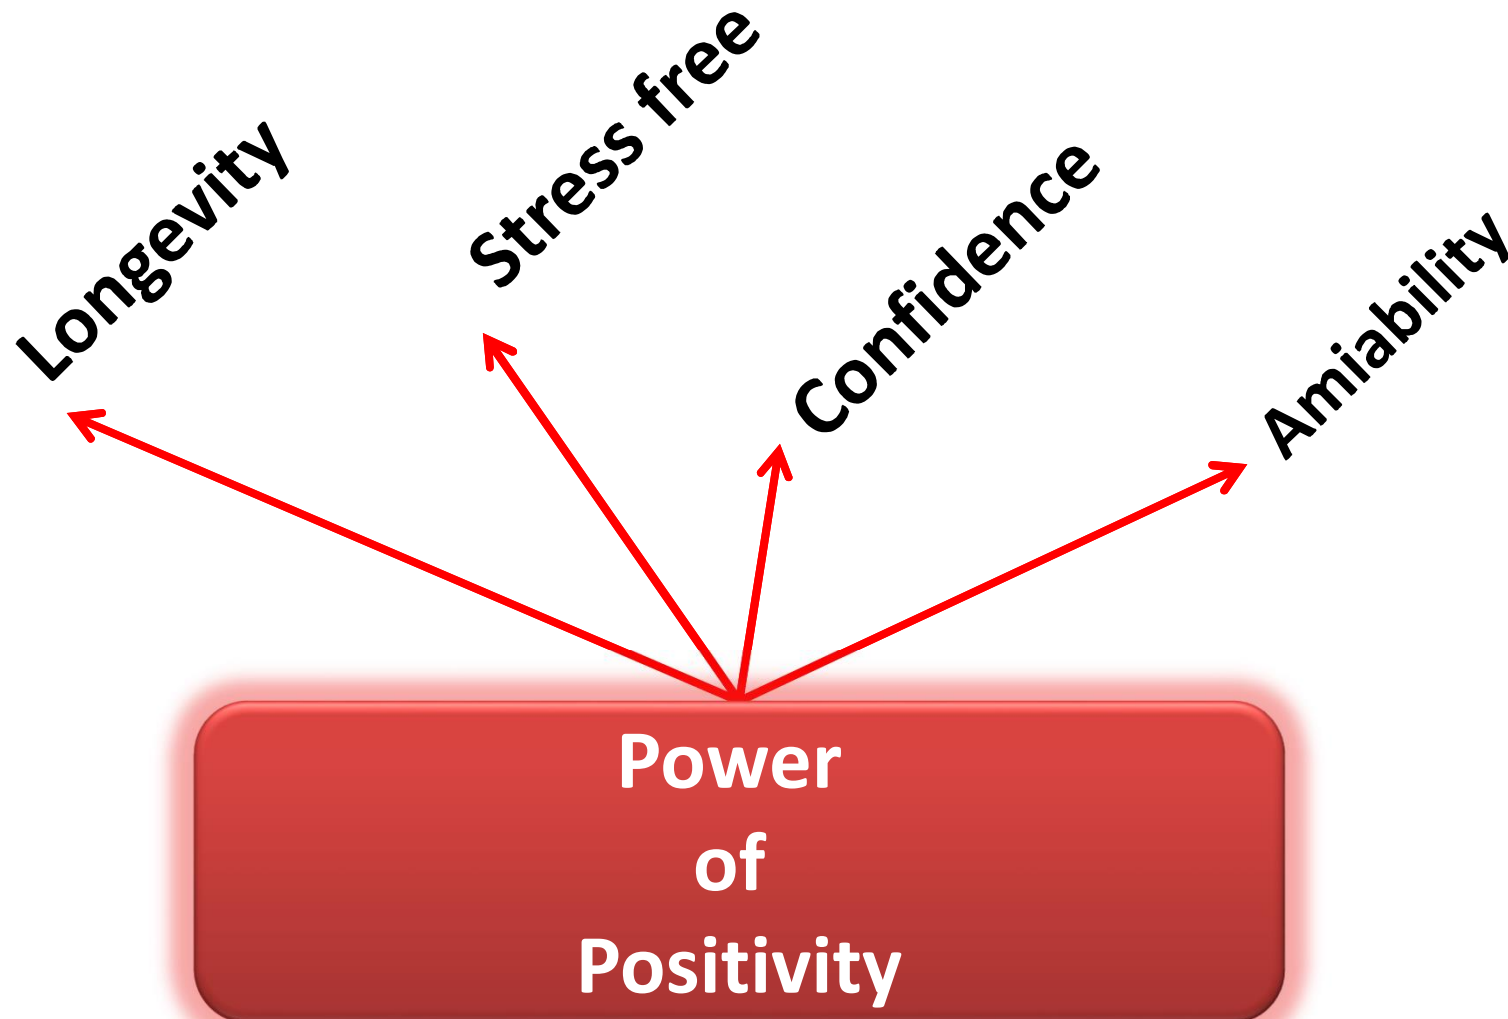 Longevity
Stress free
Confidence
Amiability
Power
of
Positivity